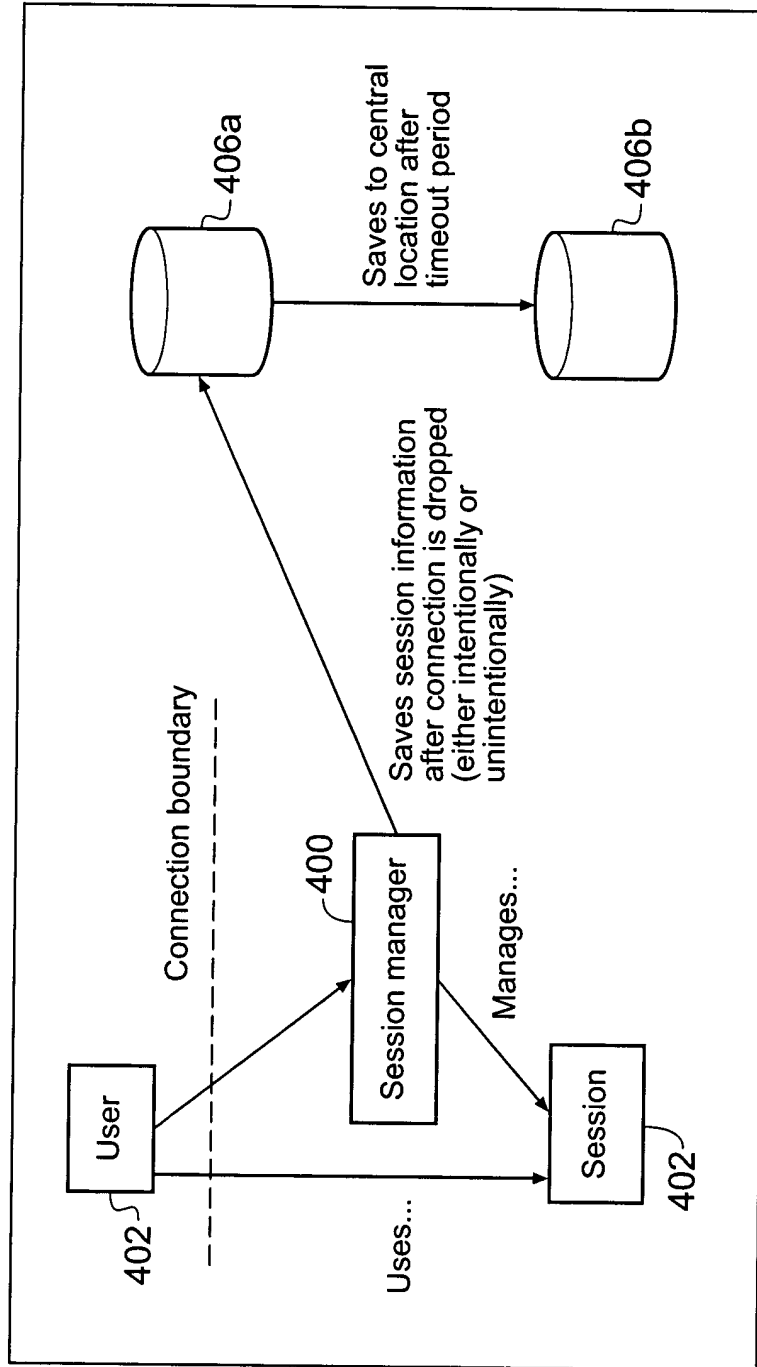 User
402
Connection boundary
Uses...
400
Session manager
Manages...
Session
402
Saves session information
after connection is dropped
(either intentionally or
unintentionally)
406a
Saves to central
location after
timeout period
406b